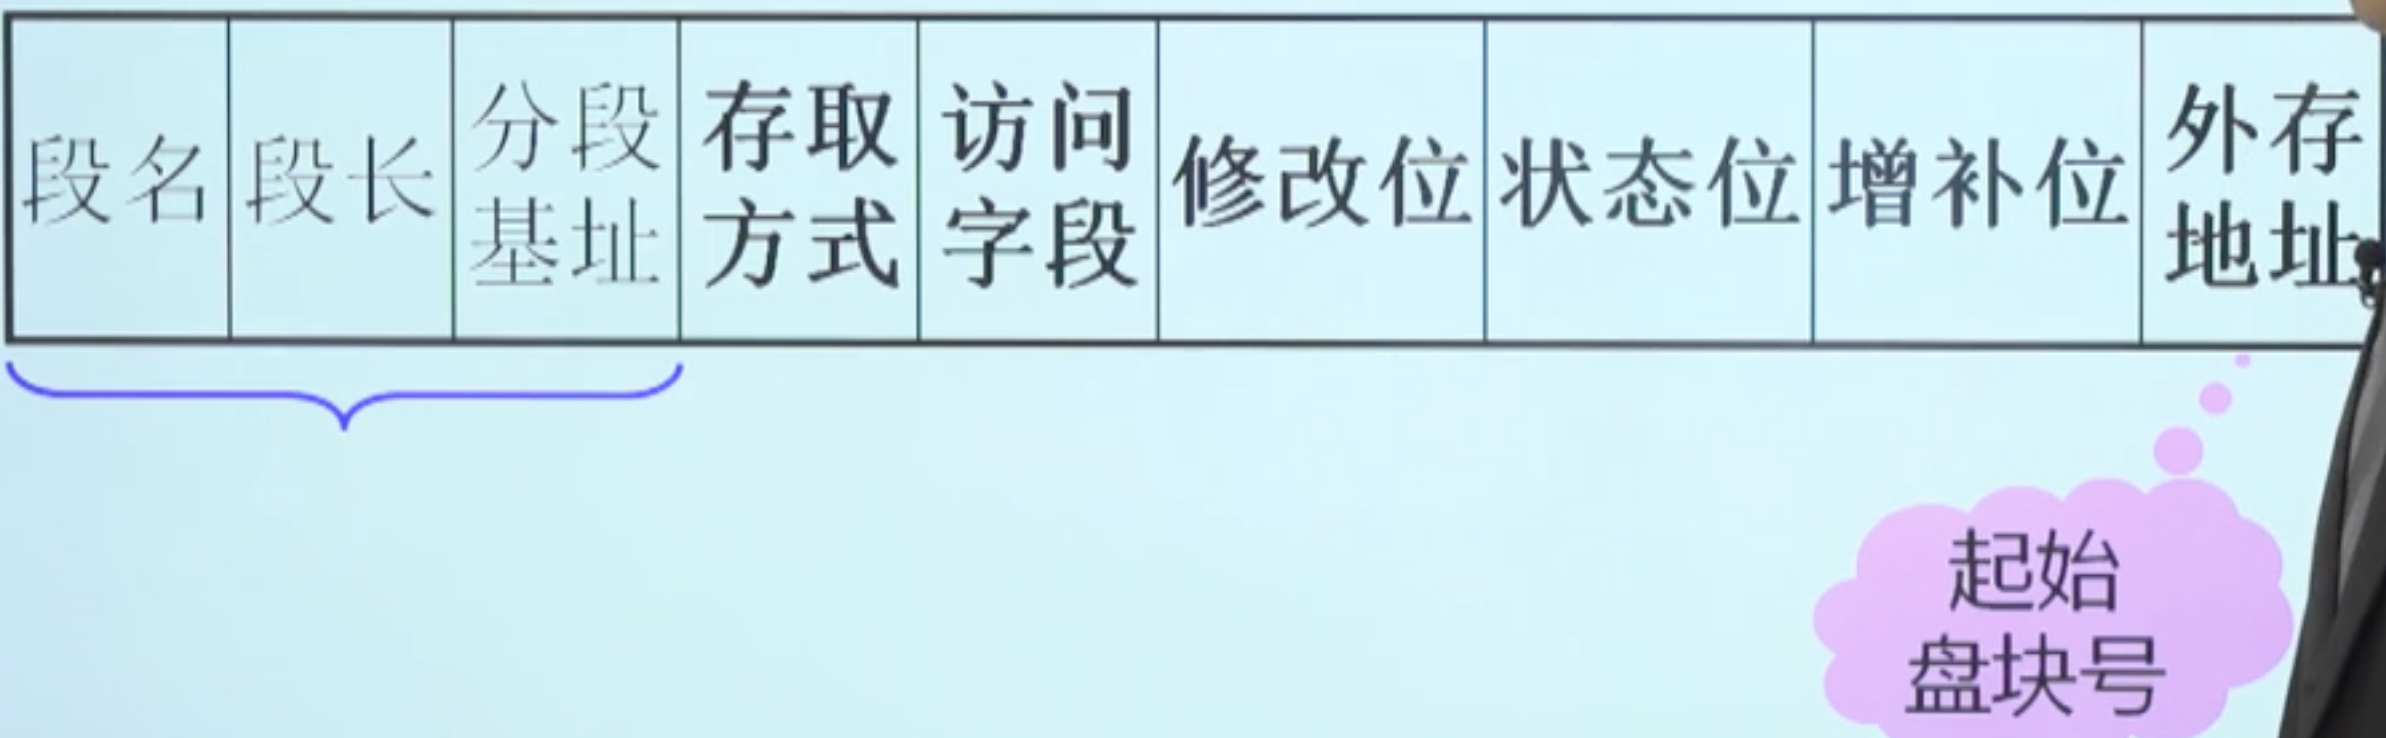 段名 段长 分段基址 存取方式 访问字段 修改位 状态位 增补位 外存地址
起始
盘块号